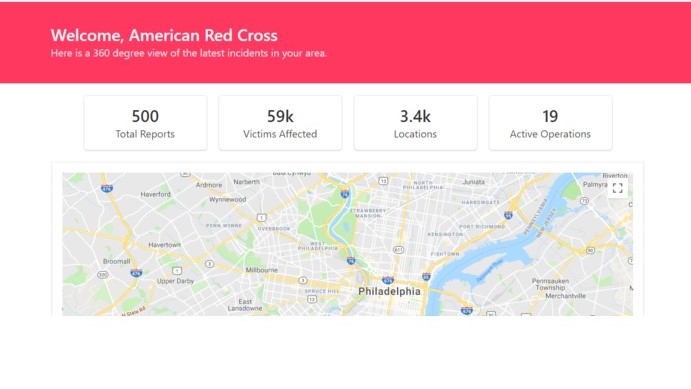 Welcome, American Red Cross
Here is a 360 degree view of the latest incidents in your area.
500
Total Reports
59k
Victims Affected
3.4k
Locations
19
Active Operations
Riverton
Ardmore
Narberth
NORTH
PHILADELPHIA
Juniata
Palmyra
Haverford
Wynnewood
STRAWBERRY
MANSION
HARROWGATE
PENN WYNNE
OVERBROOK
KENSINGTON
PORT RICHMOND
PENNSYLVANIA
NEW JERSEY
Havertown
WEST
PHILADELPHIA
FISHTOWN
Broomall
Millbourne
Upper Darby
SPRUCE HILL
Philadelphia
Pennsauken
Township
Merchantville
East
Lansdowne